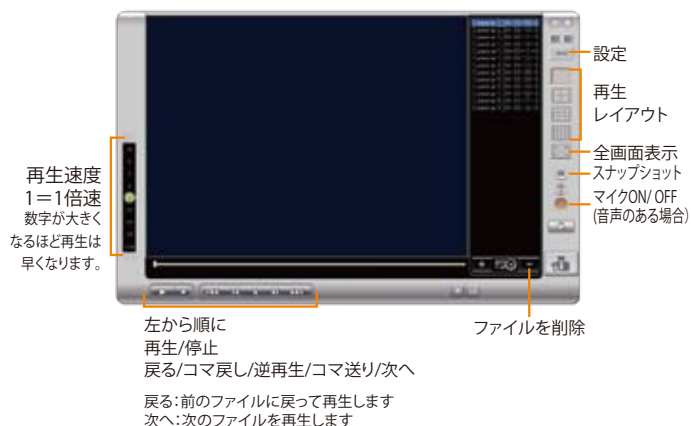 設定
再生
レイアウト
全画面表示
スナップショット
マイクON/ OFF
(音声のある場合)
再生速度
1=1倍速
数字が大きく
なるほど再生は
早くなります。
左から順に
再生/停止
戻る/コマ戻し/逆再生/コマ送り/次へ
戻る:前のファイルに戻って再生します
次へ:次のファイルを再生します
ファイルを削除